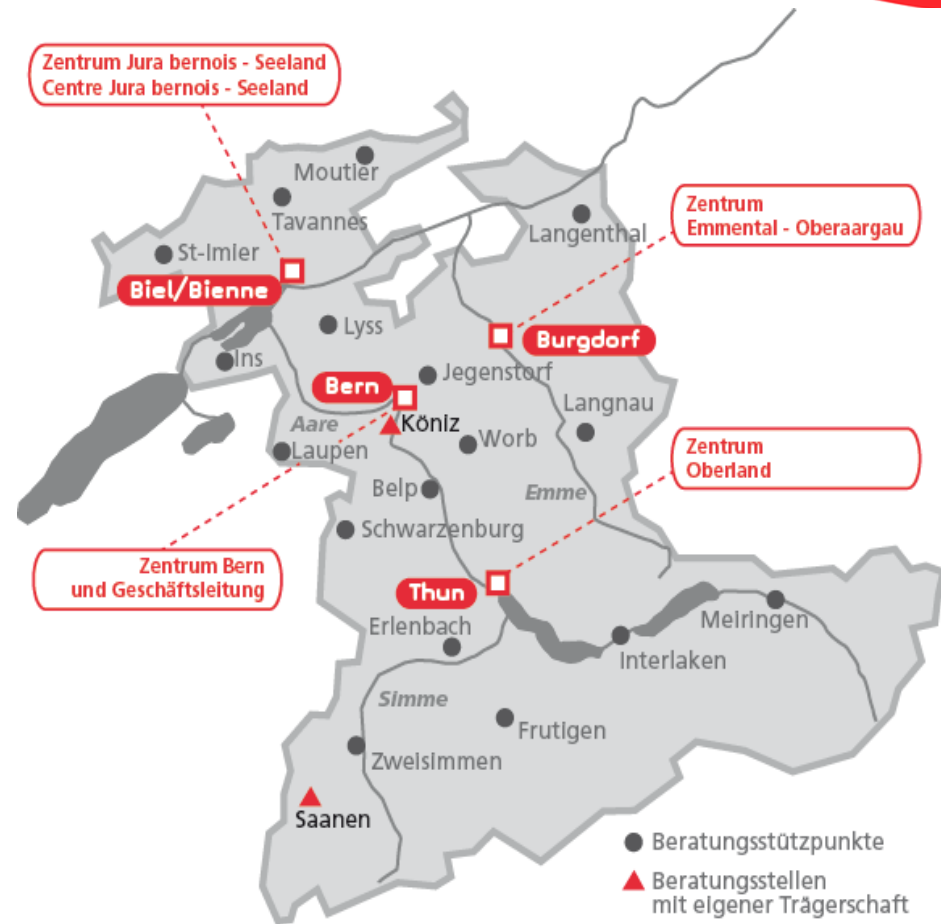 Zentrum Jura bernois - Seeland
Centre Jura bernois - Seeland
Moutier
Tavannes
St-Imier
Biel/Bienne
Langenthal
Zentrum
Emmental - Oberaargau
Lyss
Burgdorf
Ins
Jegenstorf
Bern
Langnau
Aare
Köniz
Worb
Laupen
Zentrum
Oberland
Belp
Emme
Schwarzenburg
Zentrum Bern
und Geschäftsleitung
Thun
Erlenbach
Meiringen
Interlaken
Simme
Frutigen
Zweisimmen
Saanen
Beratungsstützpunkte
Beratungsstellen
mit eigener Trägerschaft